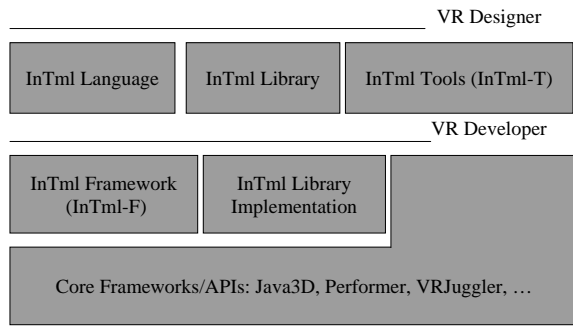 VR Designer
InTml Language
InTml Library
InTml Tools (InTml-T)
VR Developer
InTml Framework
(InTml-F)
InTml Library
Implementation
Core Frameworks/APIs: Java3D, Performer, VRJuggler, …